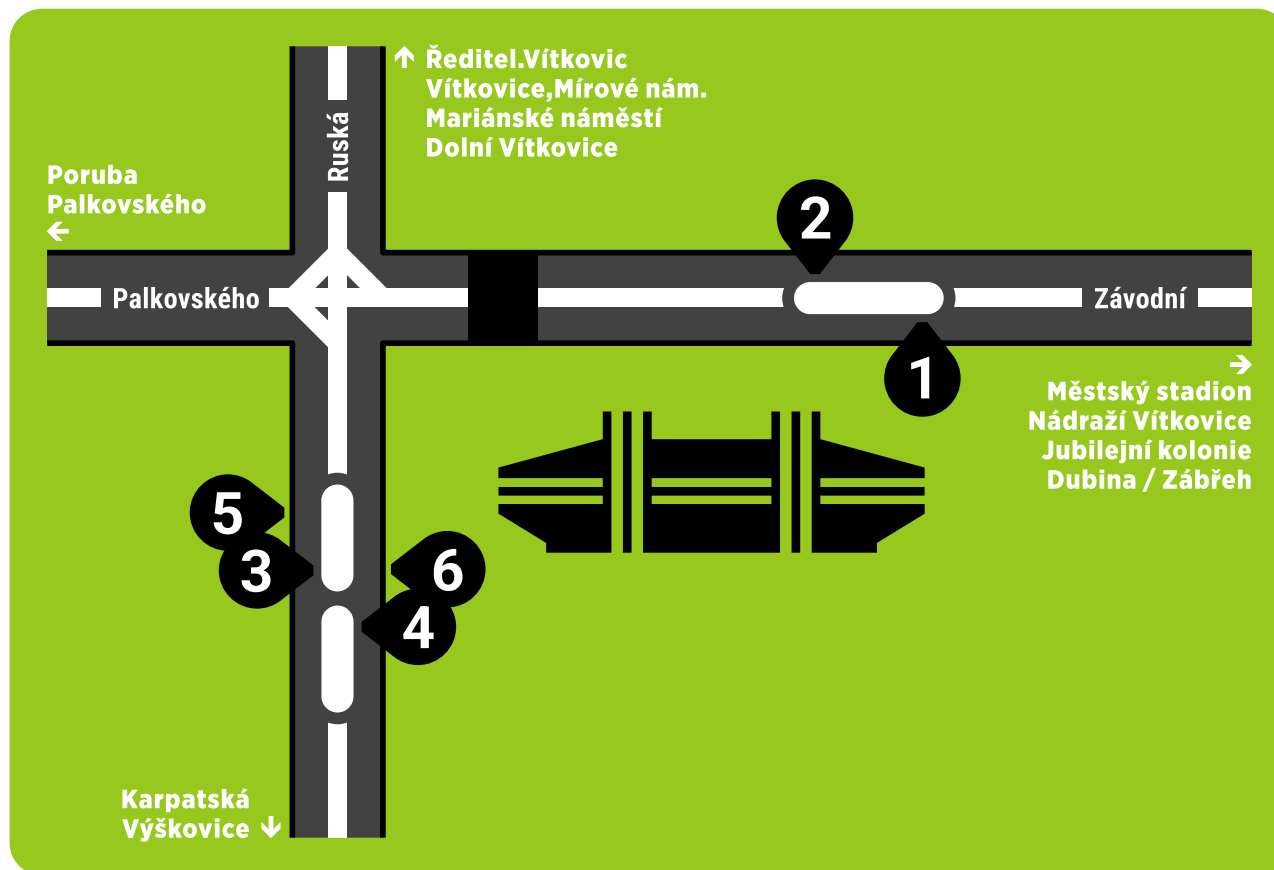 Ředitel.Vítkovic
Vítkovice,Mírové nám.
Mariánské náměstí
Dolní Vítkovice
Ruská
Poruba
Palkovského
2
Palkovského
Závodní
1
Městský stadion
Nádraží Vítkovice
Jubilejní kolonie
Dubina / Zábřeh
5
3
6
4
Karpatská
Výškovice